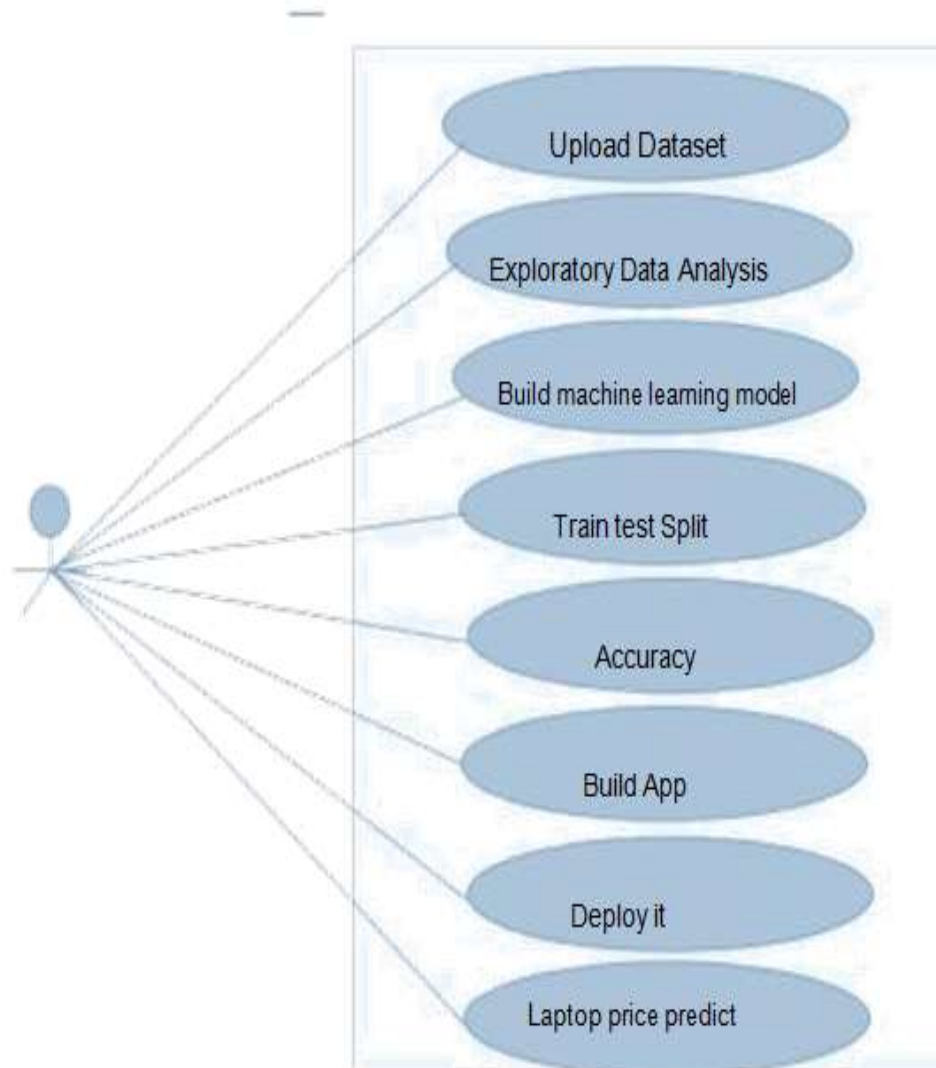 Upload Dataset
Exploratory Data Analysis
Build machine learning model
Train test Split
Accuracy
Build App
Deploy it
Laptop price predict